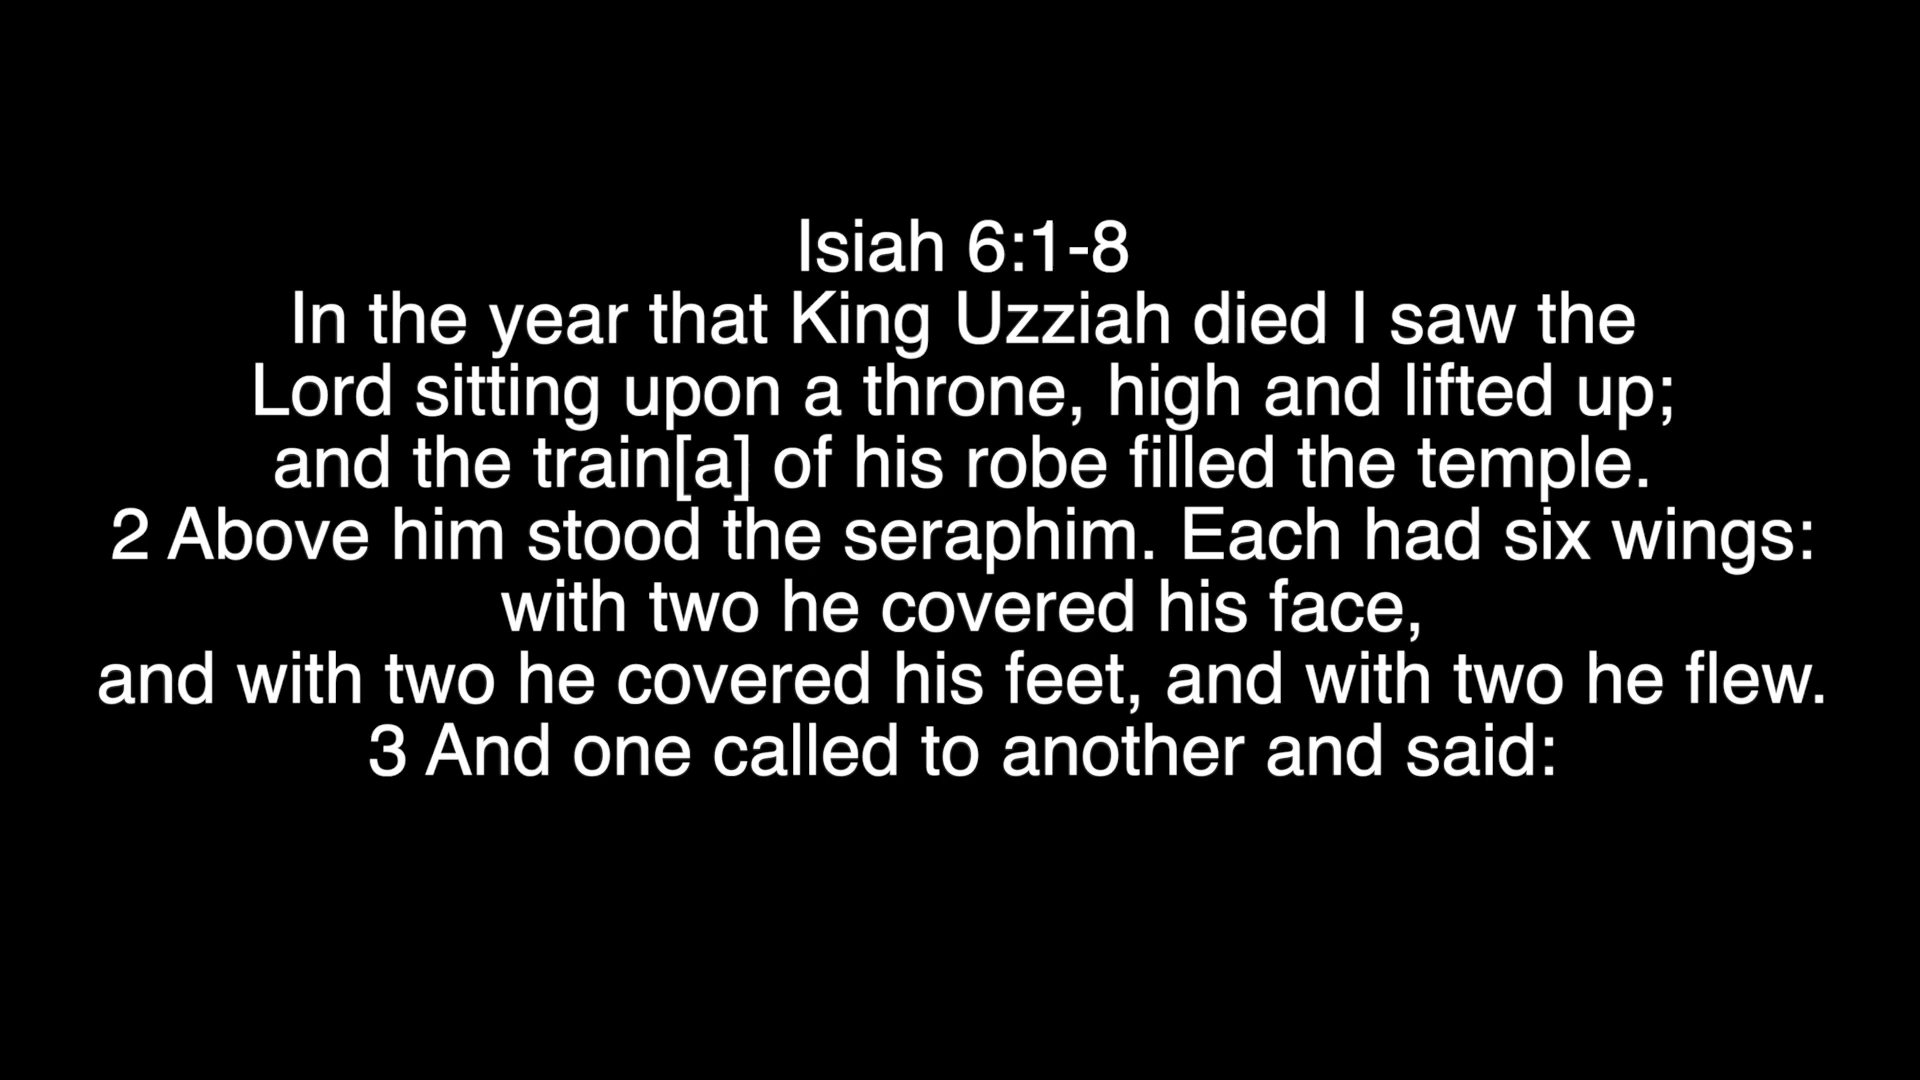 Isiah 6:1-8
In the year that King Uzziah died I saw the
Lord sitting upon a throne, high and lifted up;
and the train[a] of his robe filled the temple.
2 Above him stood the seraphim. Each had six wings:
with two he covered his face,
and with two he covered his feet, and with two he flew.
3 And one called to another and said: